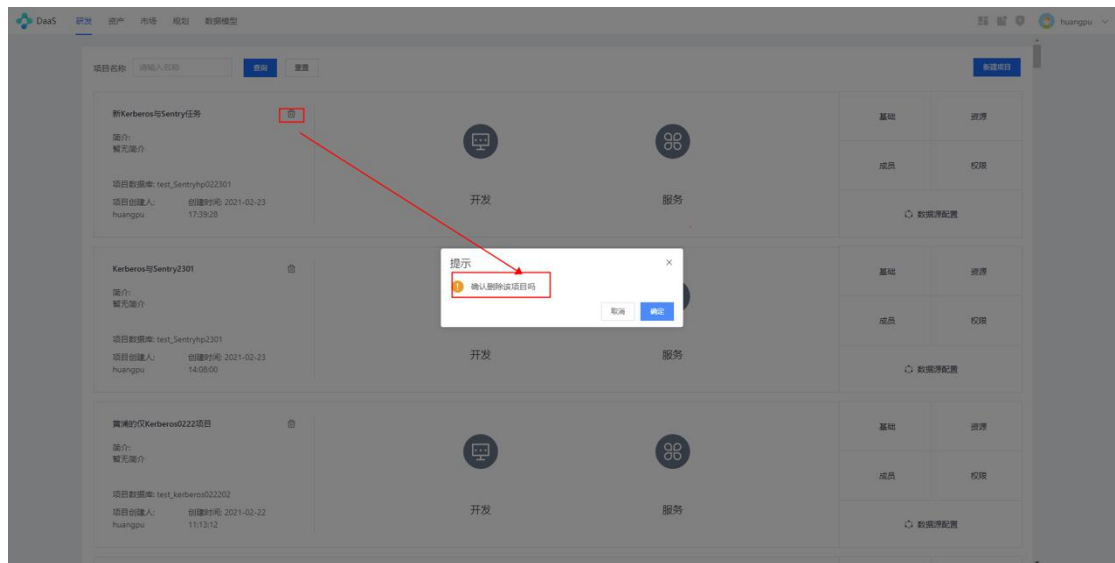 DaaS 研发 资产 市场 规划 数据模型 huangpu
项目名称 请输入名称 查询 重置 新建项目
新Kerberos与Sentry任务
简介:
暂无简介
项目数据库: test_Sentryhp022301
项目创建人: 创建时间: 2021-02-23
huangpu 17:39:28
开发 服务
基础 资源
成员 权限
数据源配置
Kerberos与Sentry2301
简介:
暂无简介
项目数据库: test_Sentryhp2301
项目创建人: 创建时间: 2021-02-23
huangpu 14:08:00
开发 服务
基础 资源
成员 权限
数据源配置
提示
确认删除该项目吗
取消 确定
黄浦的仅Kerberos0222项目
简介:
暂无简介
项目数据库: test_kerberos022202
项目创建人: 创建时间: 2021-02-22
huangpu 11:13:12
开发 服务
基础 资源
成员 权限
数据源配置